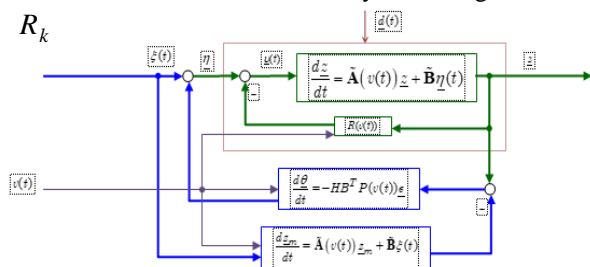 R_k
d(t)
ξ(t) η u(t) z
dz/dt = Ã(v(t)) z + B̃ η(t)
-
R(v(t))
v(t) dθ/dt = -HB^T P(v(t)) e
-
dz_m/dt = Ã(v(t)) z_m + B̃ ξ(t)